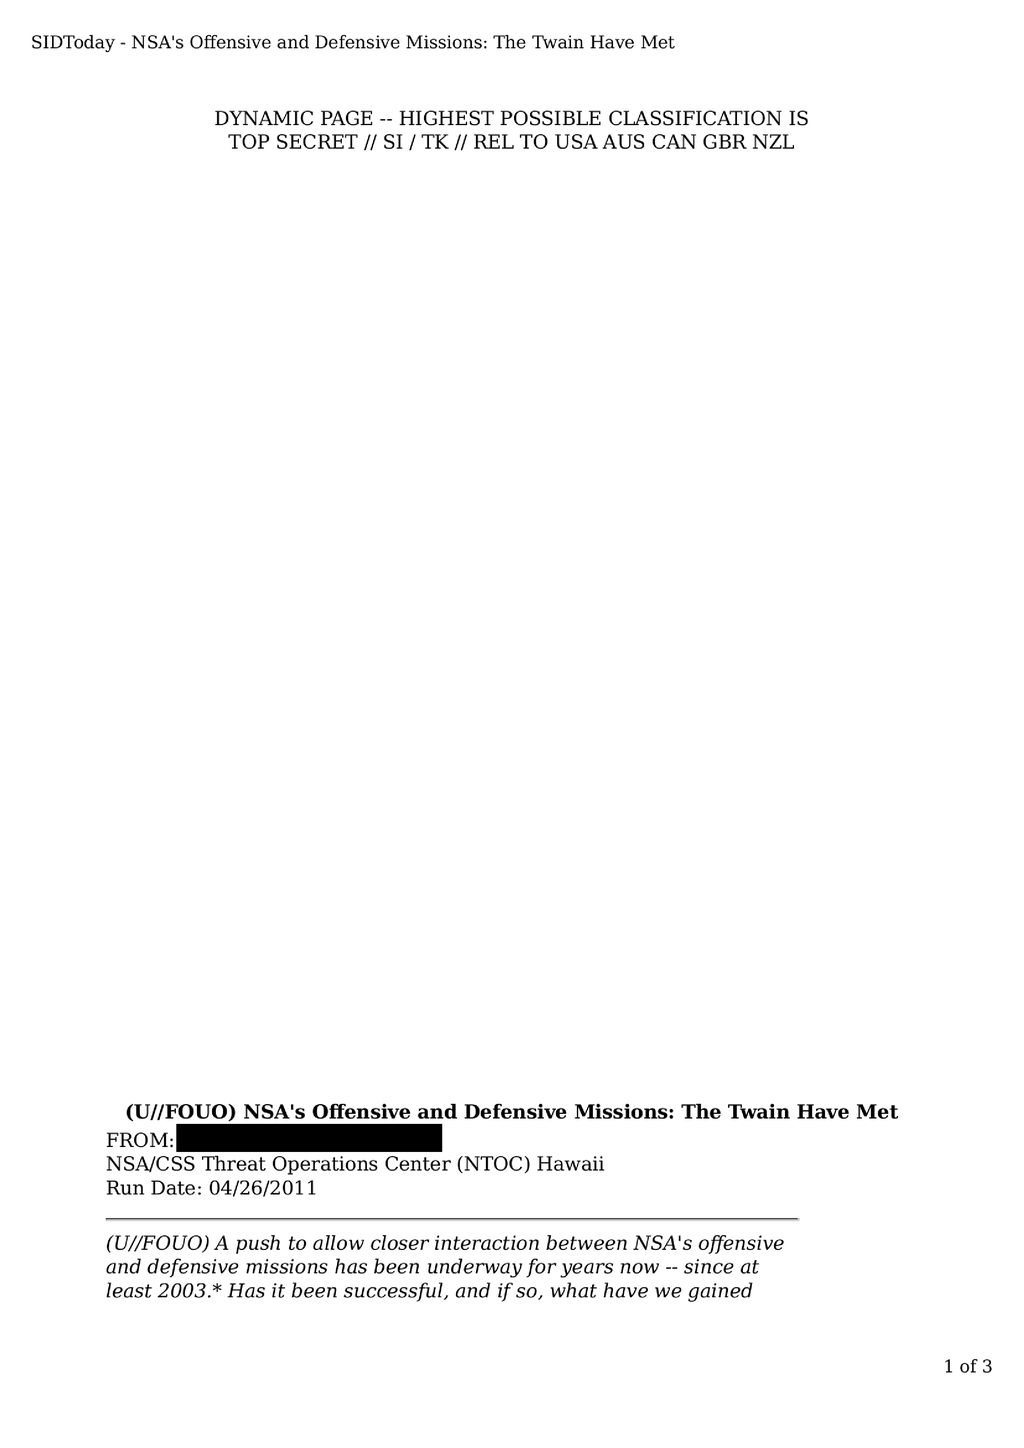 SIDToday - NSA's Offensive and Defensive Missions: The Twain Have Met
DYNAMIC PAGE -- HIGHEST POSSIBLE CLASSIFICATION IS
TOP SECRET // SI / TK // REL TO USA AUS CAN GBR NZL
(U//FOUO) NSA's Offensive and Defensive Missions: The Twain Have Met
FROM:
NSA/CSS Threat Operations Center (NTOC) Hawaii
Run Date: 04/26/2011
(U//FOUO) A push to allow closer interaction between NSA's offensive
and defensive missions has been underway for years now -- since at
least 2003.* Has it been successful, and if so, what have we gained
1 of 3